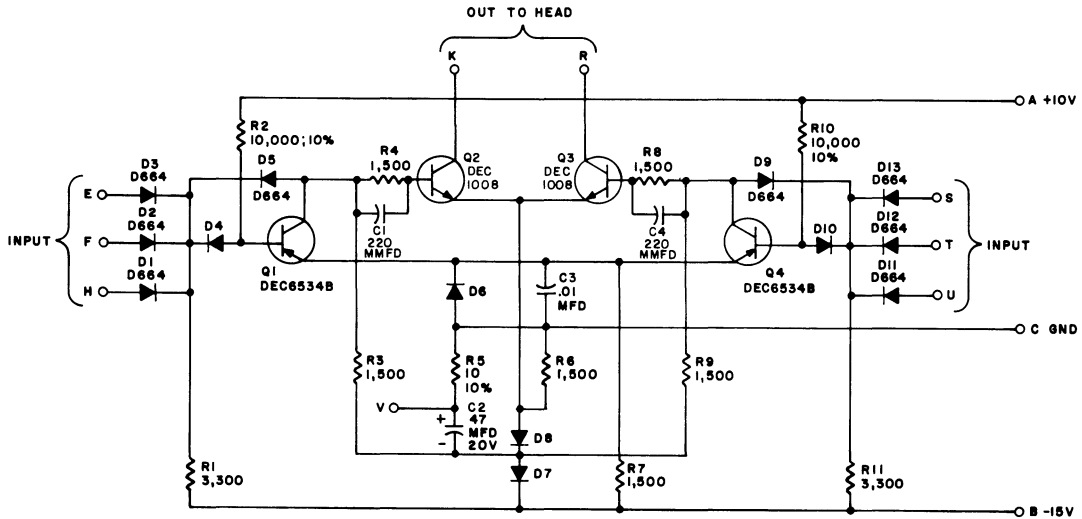 OUT TO HEAD
K
R
A +10V
R2
10,000; 10%
R10
10,000
10%
D3
D664
D5
D664
R4
1,500
Q2
DEC
1008
Q3
DEC
1008
R8
1,500
D9
D664
D13
D664
E
S
INPUT
D2
D664
F
D4
C1
220
MMFD
C4
220
MMFD
D10
D12
D664
T
INPUT
D1
D664
H
Q1
DEC6534B
Q4
DEC6534B
D11
D664
U
D6
C3
.01
MFD
C GND
R3
1,500
R5
10
10%
R6
1,500
R9
1,500
V
C2
+
47
MFD
-
20V
D8
D7
R1
3,300
R7
1,500
R11
3,300
B -15V